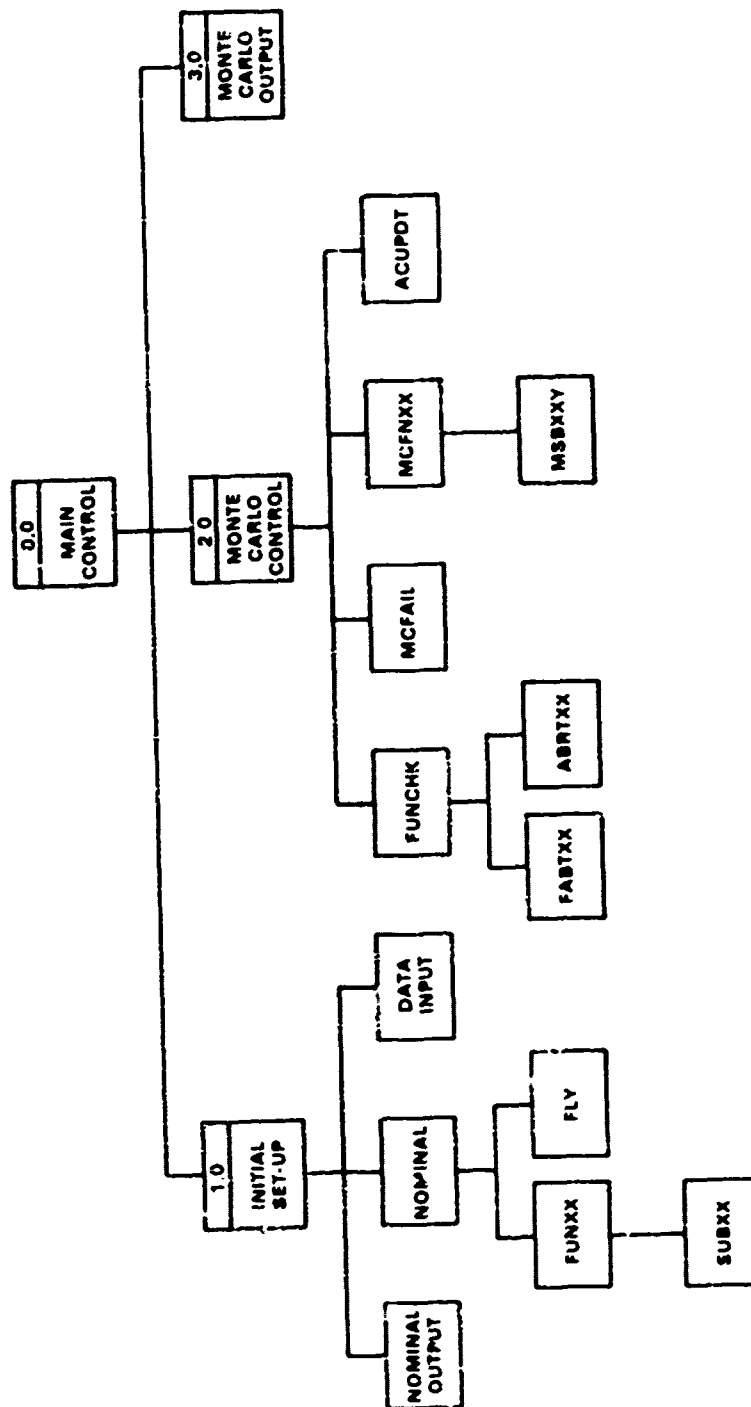 0.0
MAIN
CONTROL
1.0
INITIAL
SET-UP
2.0
MONTE
CARLO
CONTROL
3.0
MONTE
CARLO
OUTPUT
NOMINAL
OUTPUT
NOMINAL
DATA
INPUT
FUNCHK
MCFAIL
MCFNXX
ACUPDT
FUNXX
FLY
FABTXX
ABRTXX
MSBXXY
SUBXX